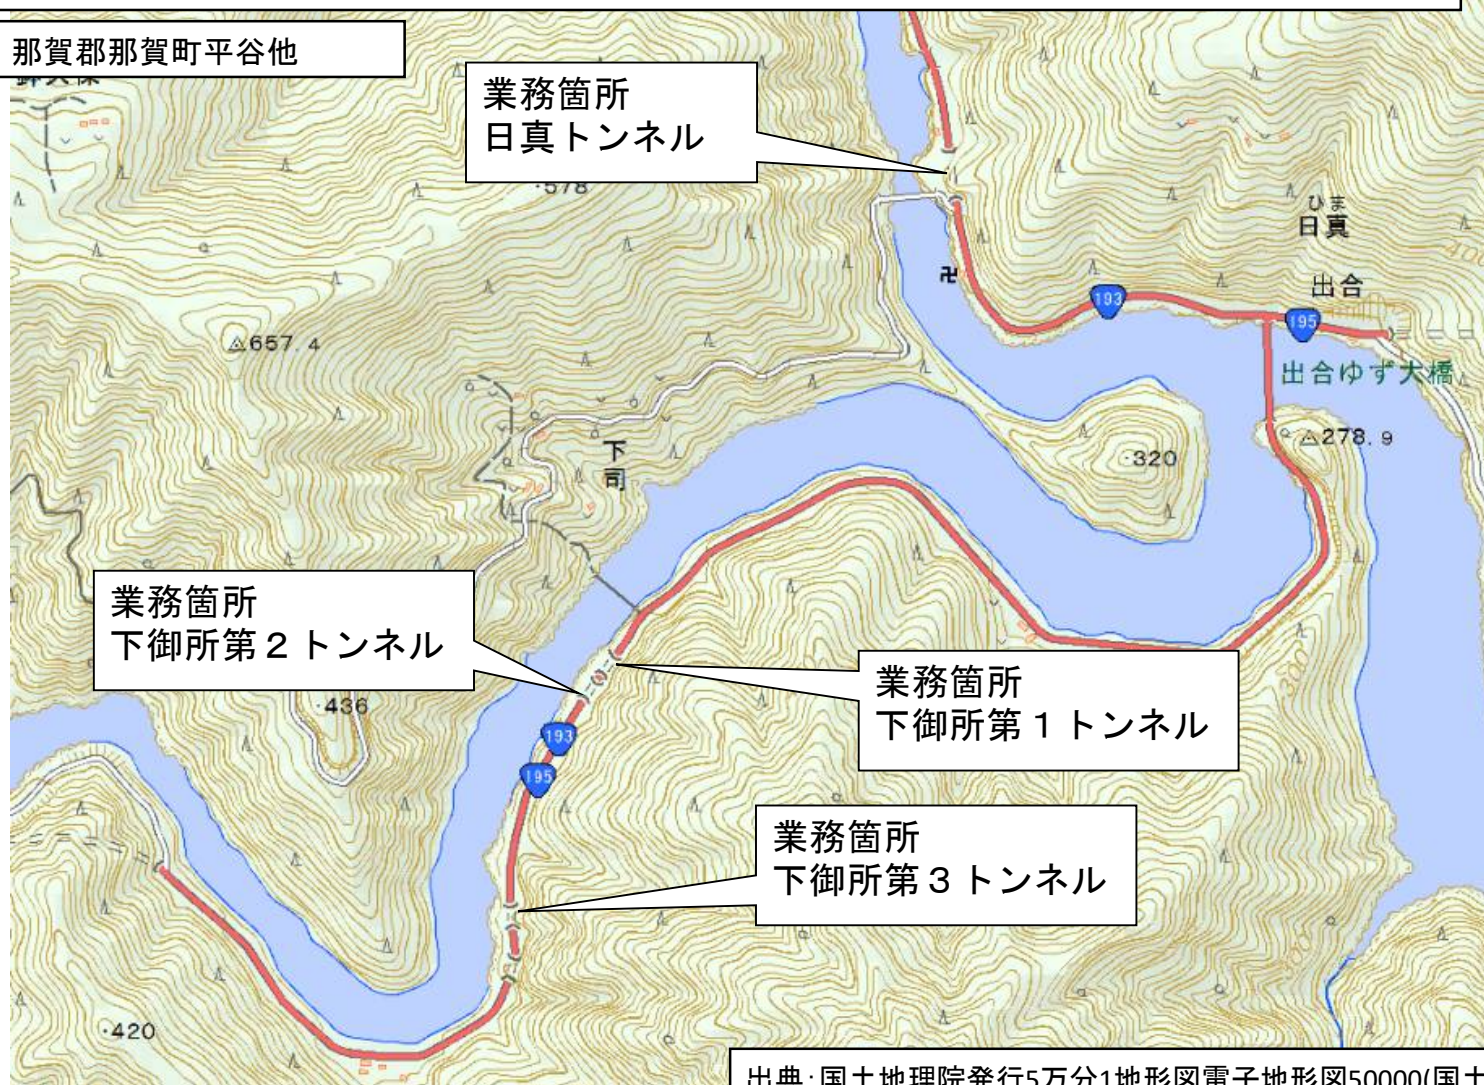 那賀郡那賀町平谷他
業務箇所
日真トンネル
・578
ひま
日真
出合
193
195
出合ゆず大橋
657.4
278.9
・320
下司
業務箇所
下御所第２トンネル
業務箇所
下御所第１トンネル
・436
193
195
業務箇所
下御所第３トンネル
・420
出典：国土地理院発行5万分1地形図電子地形図50000(国土